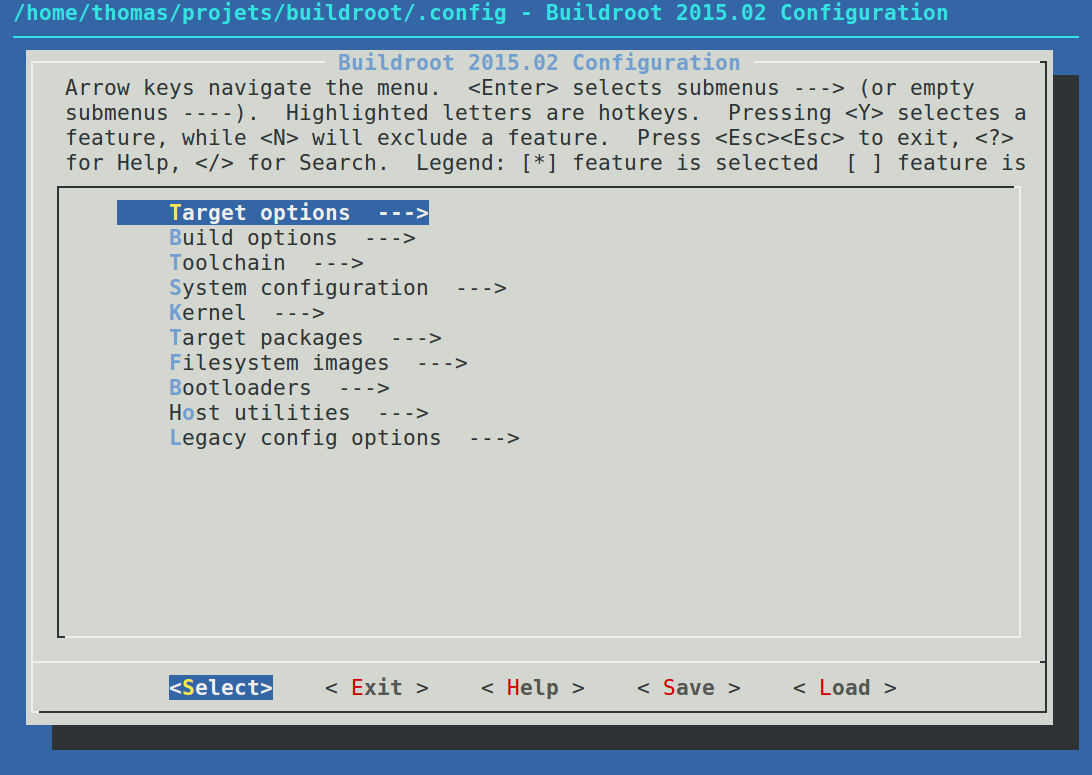 /home/thomas/projets/buildroot/.config - Buildroot 2015.02 Configuration
Buildroot 2015.02 Configuration
Arrow keys navigate the menu.  <Enter> selects submenus ---> (or empty
submenus ----).  Highlighted letters are hotkeys.  Pressing <Y> selects a
feature, while <N> will exclude a feature.  Press <Esc><Esc> to exit, <?>
for Help, </> for Search.  Legend: [*] feature is selected  [ ] feature is
Target options  --->
Build options  --->
Toolchain  --->
System configuration  --->
Kernel  --->
Target packages  --->
Filesystem images  --->
Bootloaders  --->
Host utilities  --->
Legacy config options  --->
<Select>    < Exit >    < Help >    < Save >    < Load >